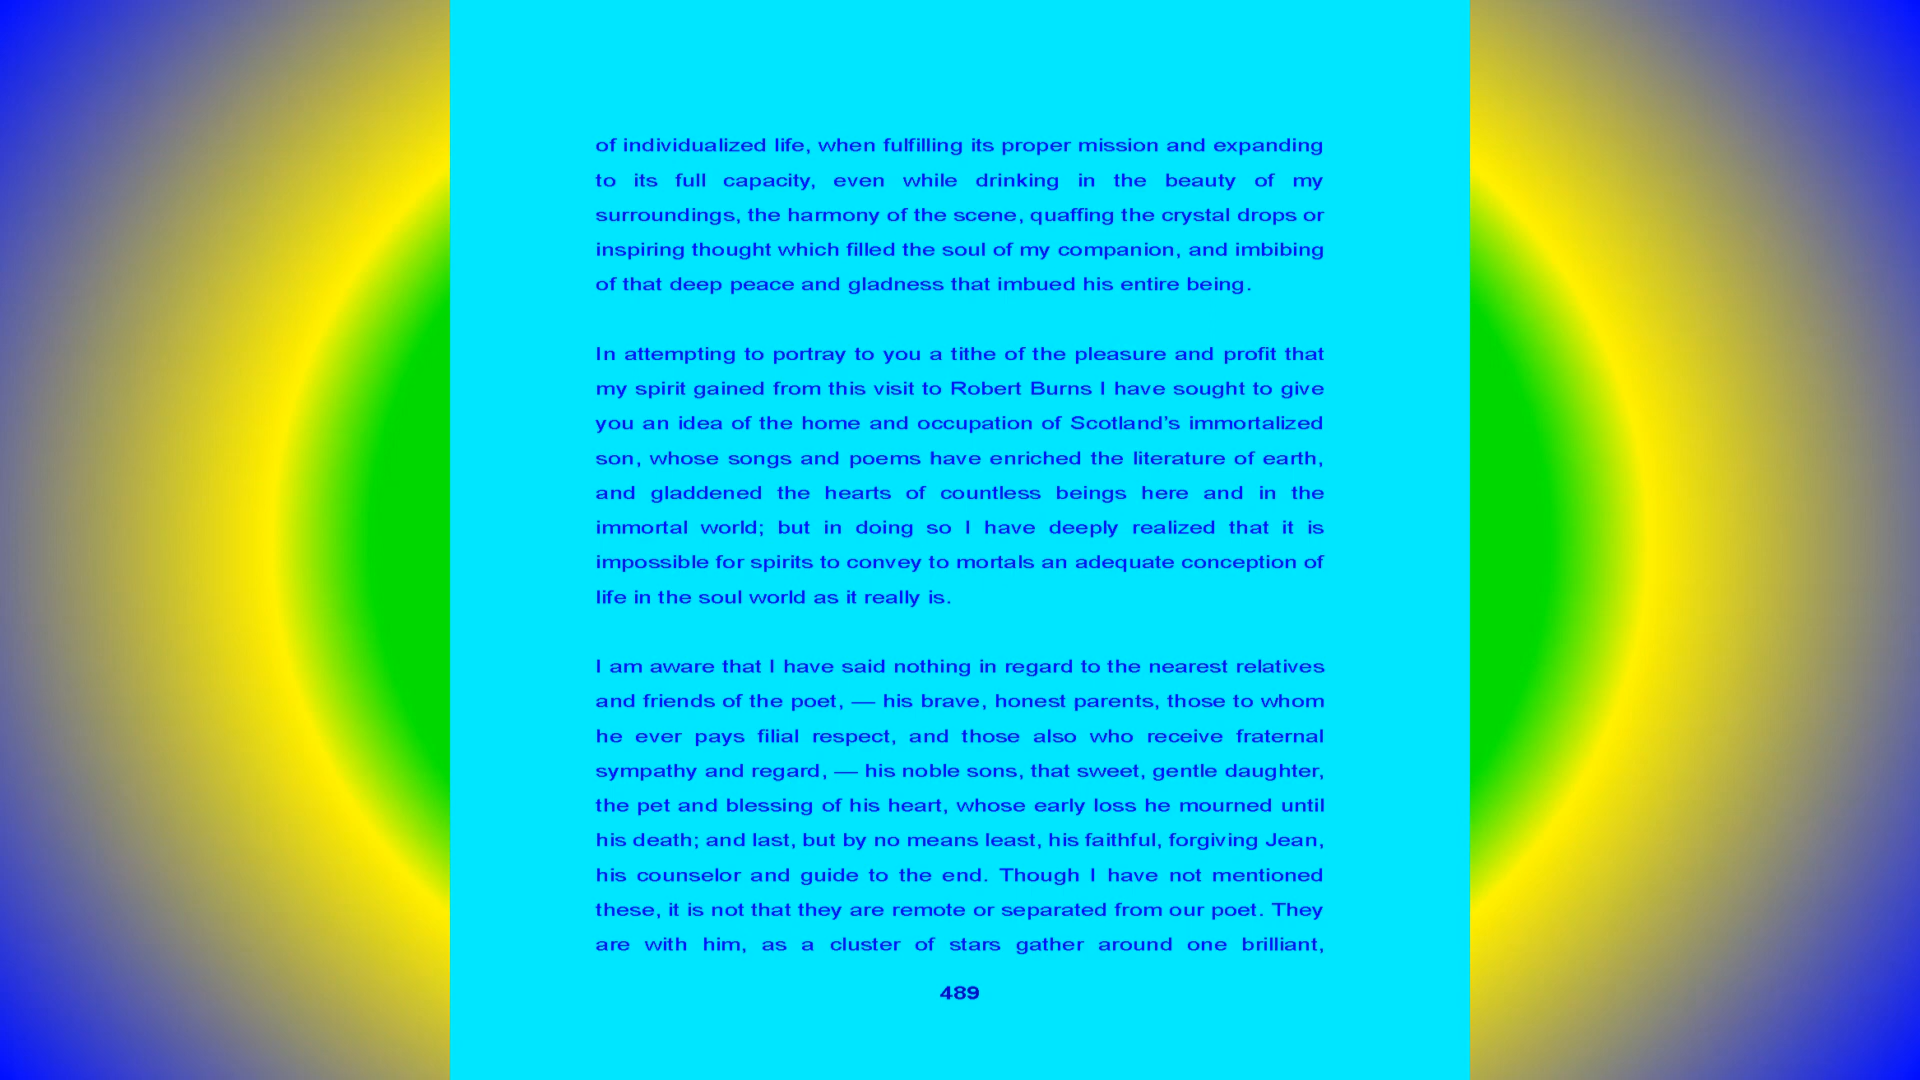 of individualized life, when fulfilling its proper mission and expanding
to its full capacity, even while drinking in the beauty of my
surroundings, the harmony of the scene, quaffing the crystal drops or
inspiring thought which filled the soul of my companion, and imbibing
of that deep peace and gladness that imbued his entire being.
In attempting to portray to you a tithe of the pleasure and profit that
my spirit gained from this visit to Robert Burns I have sought to give
you an idea of the home and occupation of Scotland's immortalized
son, whose songs and poems have enriched the literature of earth,
and gladdened the hearts of countless beings here and in the
immortal world; but in doing so I have deeply realized that it is
impossible for spirits to convey to mortals an adequate conception of
life in the soul world as it really is.
I am aware that I have said nothing in regard to the nearest relatives
and friends of the poet, — his brave, honest parents, those to whom
he ever pays filial respect, and those also who receive fraternal
sympathy and regard, — his noble sons, that sweet, gentle daughter,
the pet and blessing of his heart, whose early loss he mourned until
his death; and last, but by no means least, his faithful, forgiving Jean,
his counselor and guide to the end. Though I have not mentioned
these, it is not that they are remote or separated from our poet. They
are with him, as a cluster of stars gather around one brilliant,
489